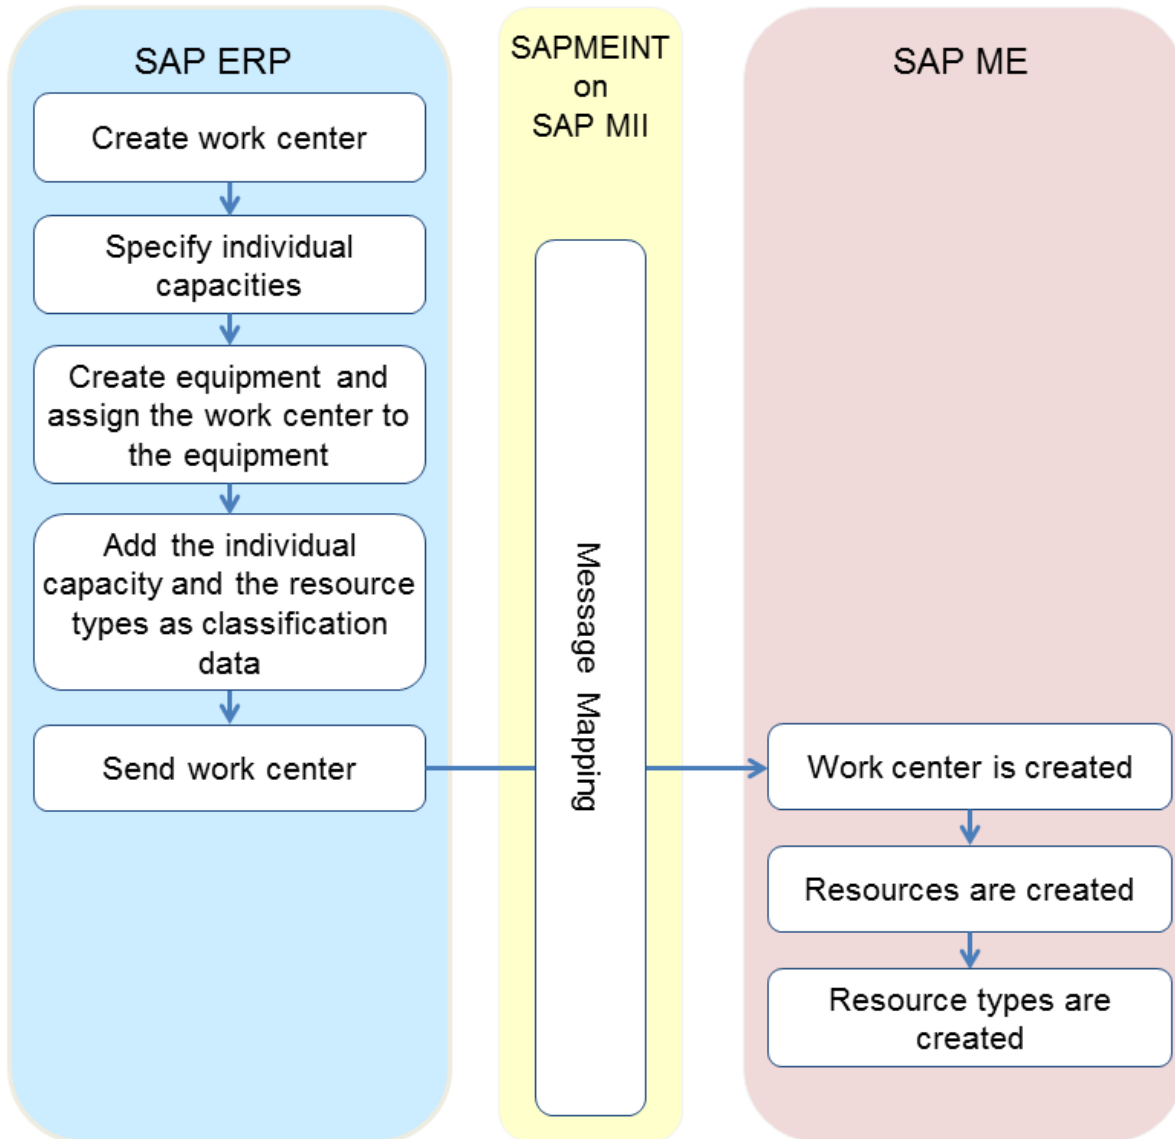 SAP ERP
Create work center
Specify individual
capacities
Create equipment and
assign the work center to
the equipment
Add the individual
capacity and the resource
types as classification
data
Send work center
SAPMEINT
on
SAP MII
Message Mapping
SAP ME
Work center is created
Resources are created
Resource types are
created